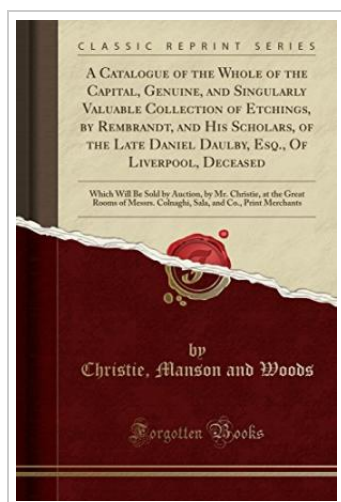 CLASSIC REPRINT SERIES
A CATALOGUE OF THE WHOLE OF THE
CAPITAL, GENUINE, AND SINGULARLY
VALUABLE COLLECTION OF ETCHINGS,
BY REMBRANDT, AND HIS SCHOLARS, OF
THE LATE DANIEL DAULBY, ESQ., OF
LIVERPOOL, DECEASED
Which Will Be Sold by Auction, by Mr. Christie, at the Great
Rooms of Messrs. Colnaghi, Sala, and Co., Print Merchants
by
Christie, Manson and Woods
Forgotten Books